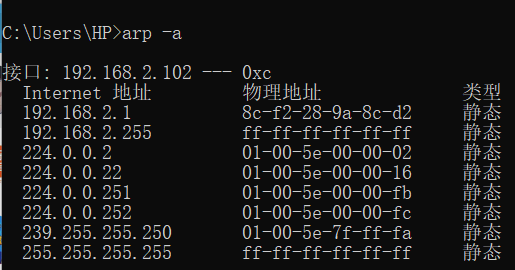 C:\Users\HP>arp -a
接口: 192.168.2.102 --- 0xc
Internet 地址 物理地址 类型
192.168.2.1 8c-f2-28-9a-8c-d2 静态
192.168.2.255 ff-ff-ff-ff-ff-ff 静态
224.0.0.2 01-00-5e-00-00-02 静态
224.0.0.22 01-00-5e-00-00-16 静态
224.0.0.251 01-00-5e-00-00-fb 静态
224.0.0.252 01-00-5e-00-00-fc 静态
239.255.255.250 01-00-5e-7f-ff-fa 静态
255.255.255.255 ff-ff-ff-ff-ff-ff 静态